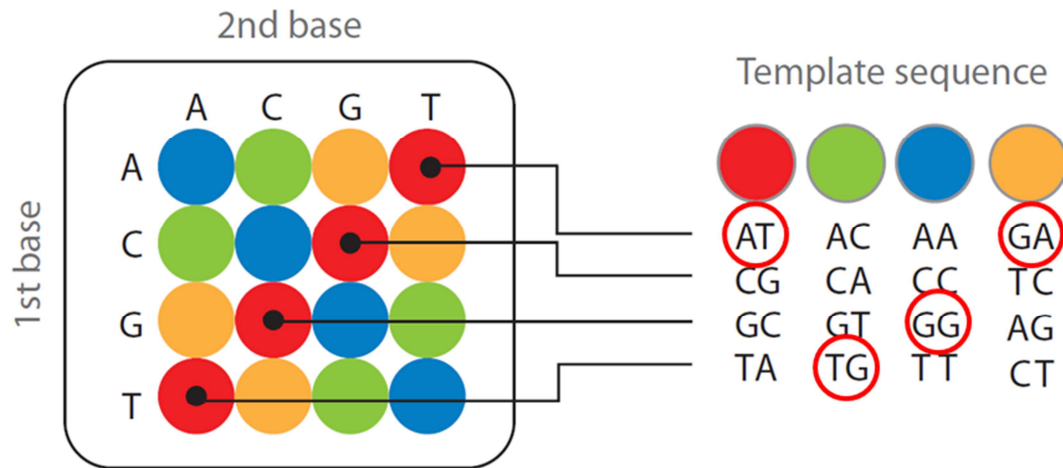 2nd base
Template sequence
A C G T
A
C
G
T
1st base
AT AC AA GA
CG CA CC TC
GC GT GG AG
TA TG TT CT